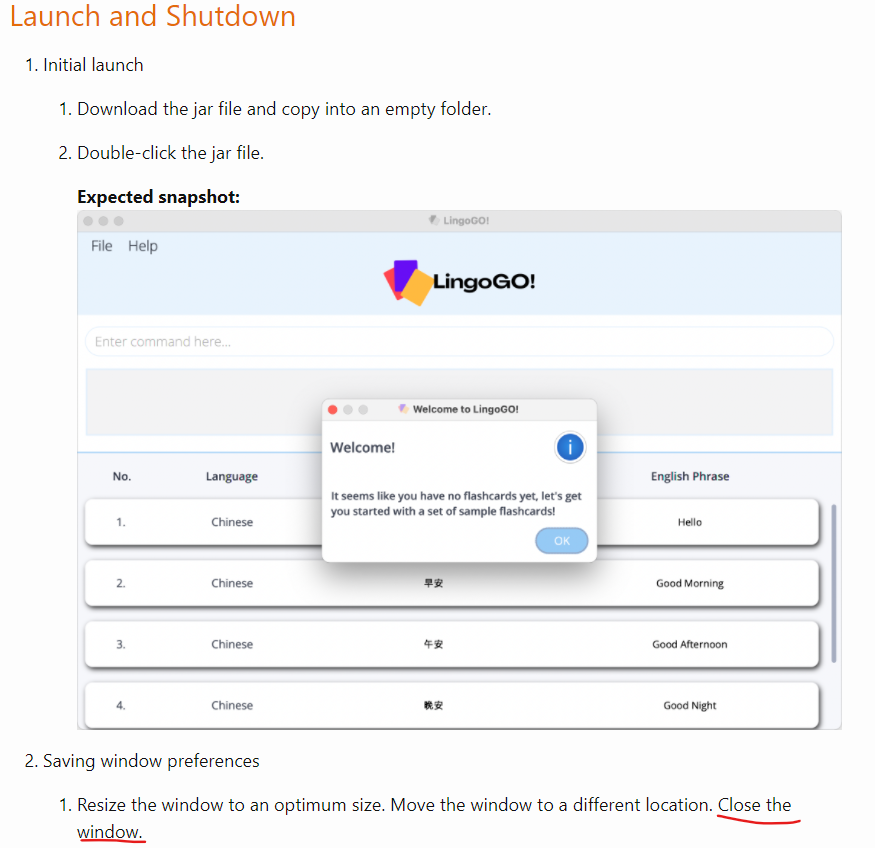 Launch and Shutdown
1. Initial launch
1. Download the jar file and copy into an empty folder.
2. Double-click the jar file.
Expected snapshot:
LingoGO!
File Help
LingoGO!
Enter command here...
Welcome to LingoGO!
Welcome!
It seems like you have no flashcards yet, let's get
you started with a set of sample flashcards!
OK
No. Language English Phrase
1. Chinese Hello
2. Chinese 早安 Good Morning
3. Chinese 午安 Good Afternoon
4. Chinese 晚安 Good Night
2. Saving window preferences
1. Resize the window to an optimum size. Move the window to a different location. Close the
window.